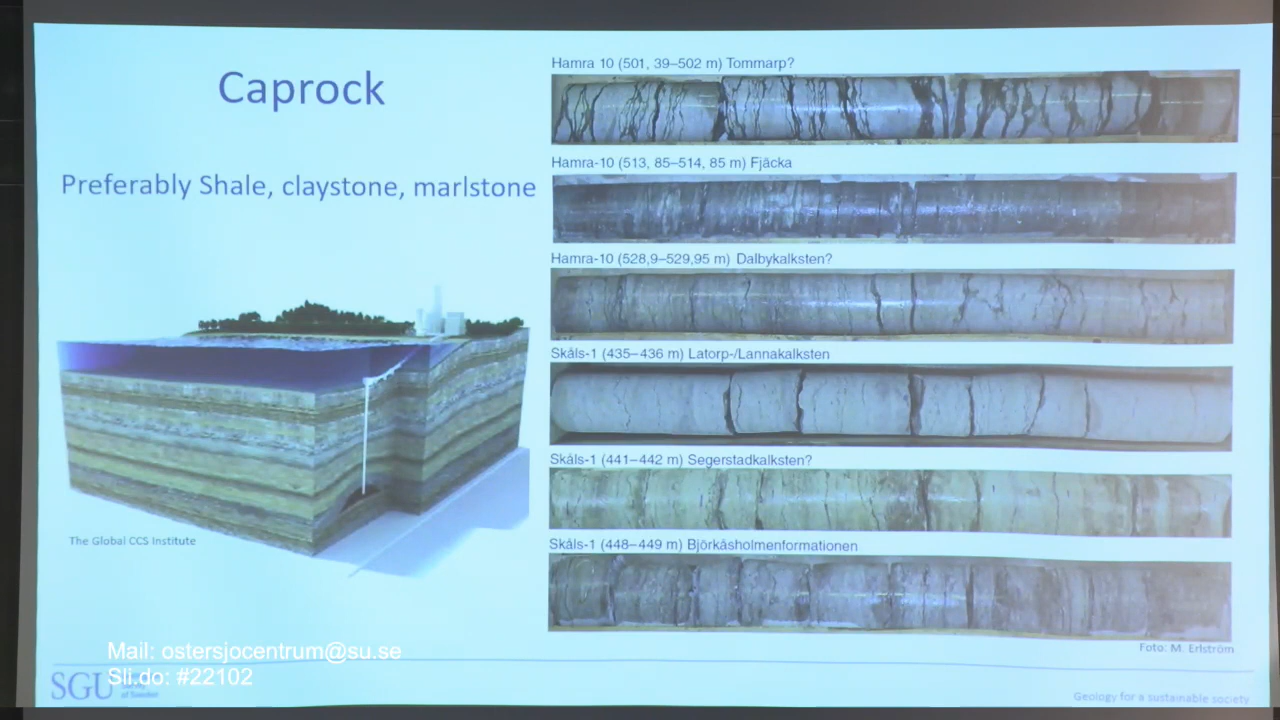 Caprock
Preferably Shale, claystone, marlstone
The Global CCS Institute
Hamra 10 (501, 39–502 m) Tommarp?
Hamra-10 (513, 85–514, 85 m) Fjäcka
Hamra-10 (528,9–529,95 m) Dalbykalksten?
Skåls-1 (435–436 m) Latorp-/Lannakalksten
Skåls-1 (441–442 m) Segerstadkalksten?
Skåls-1 (448–449 m) Björkåsholmenformationen
Foto: M. Erlström
Mail: ostersjocentrum@su.se
Sli.do: #22102
SGU
of Sweden
Geology for a sustainable society